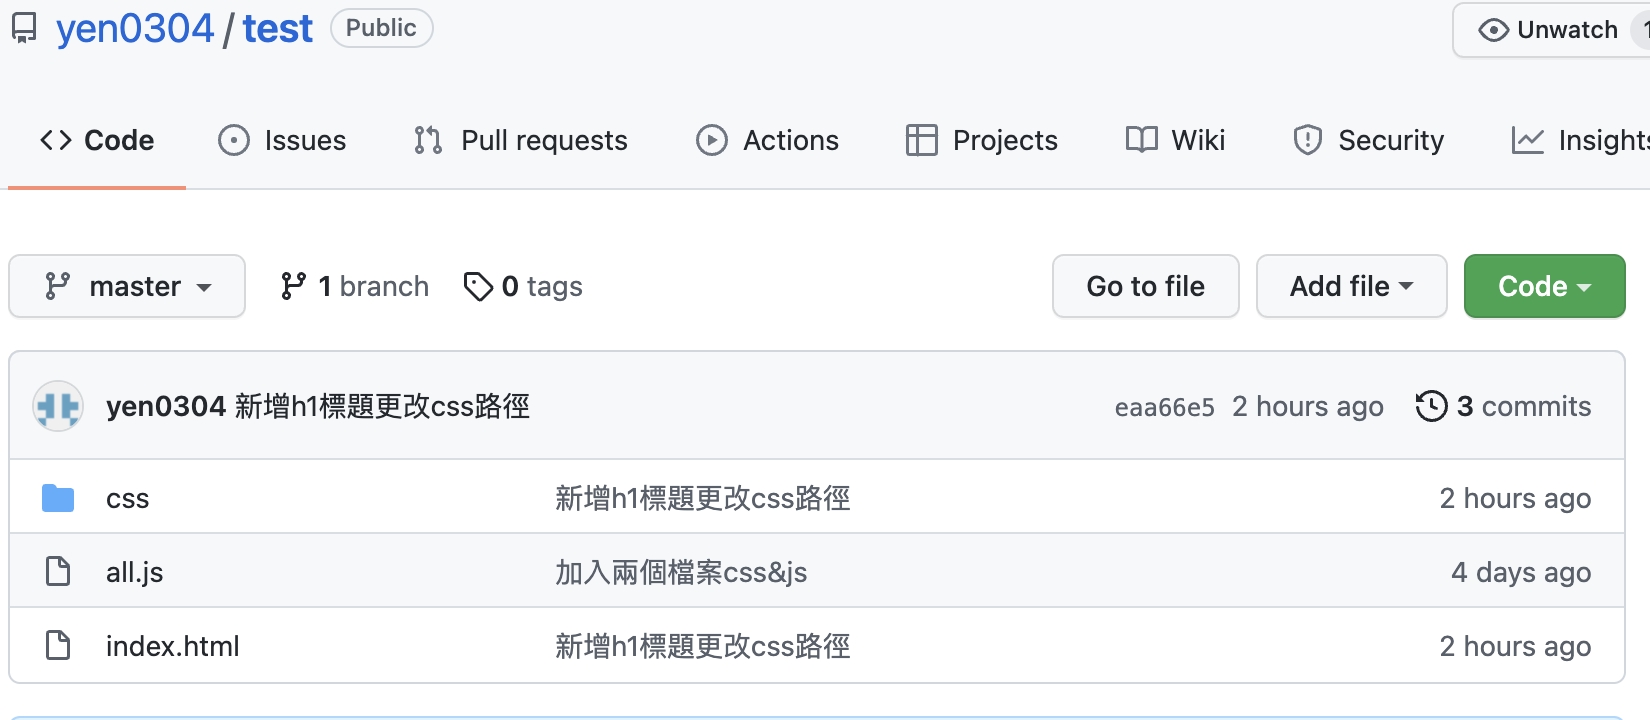 yen0304 / test Public Unwatch 1
Code Issues Pull requests Actions Projects Wiki Security Insights
master 1 branch 0 tags Go to file Add file Code
yen0304 新增h1標題更改css路徑 eaa66e5 2 hours ago 3 commits
css 新增h1標題更改css路徑 2 hours ago
all.js 加入兩個檔案css&js 4 days ago
index.html 新增h1標題更改css路徑 2 hours ago